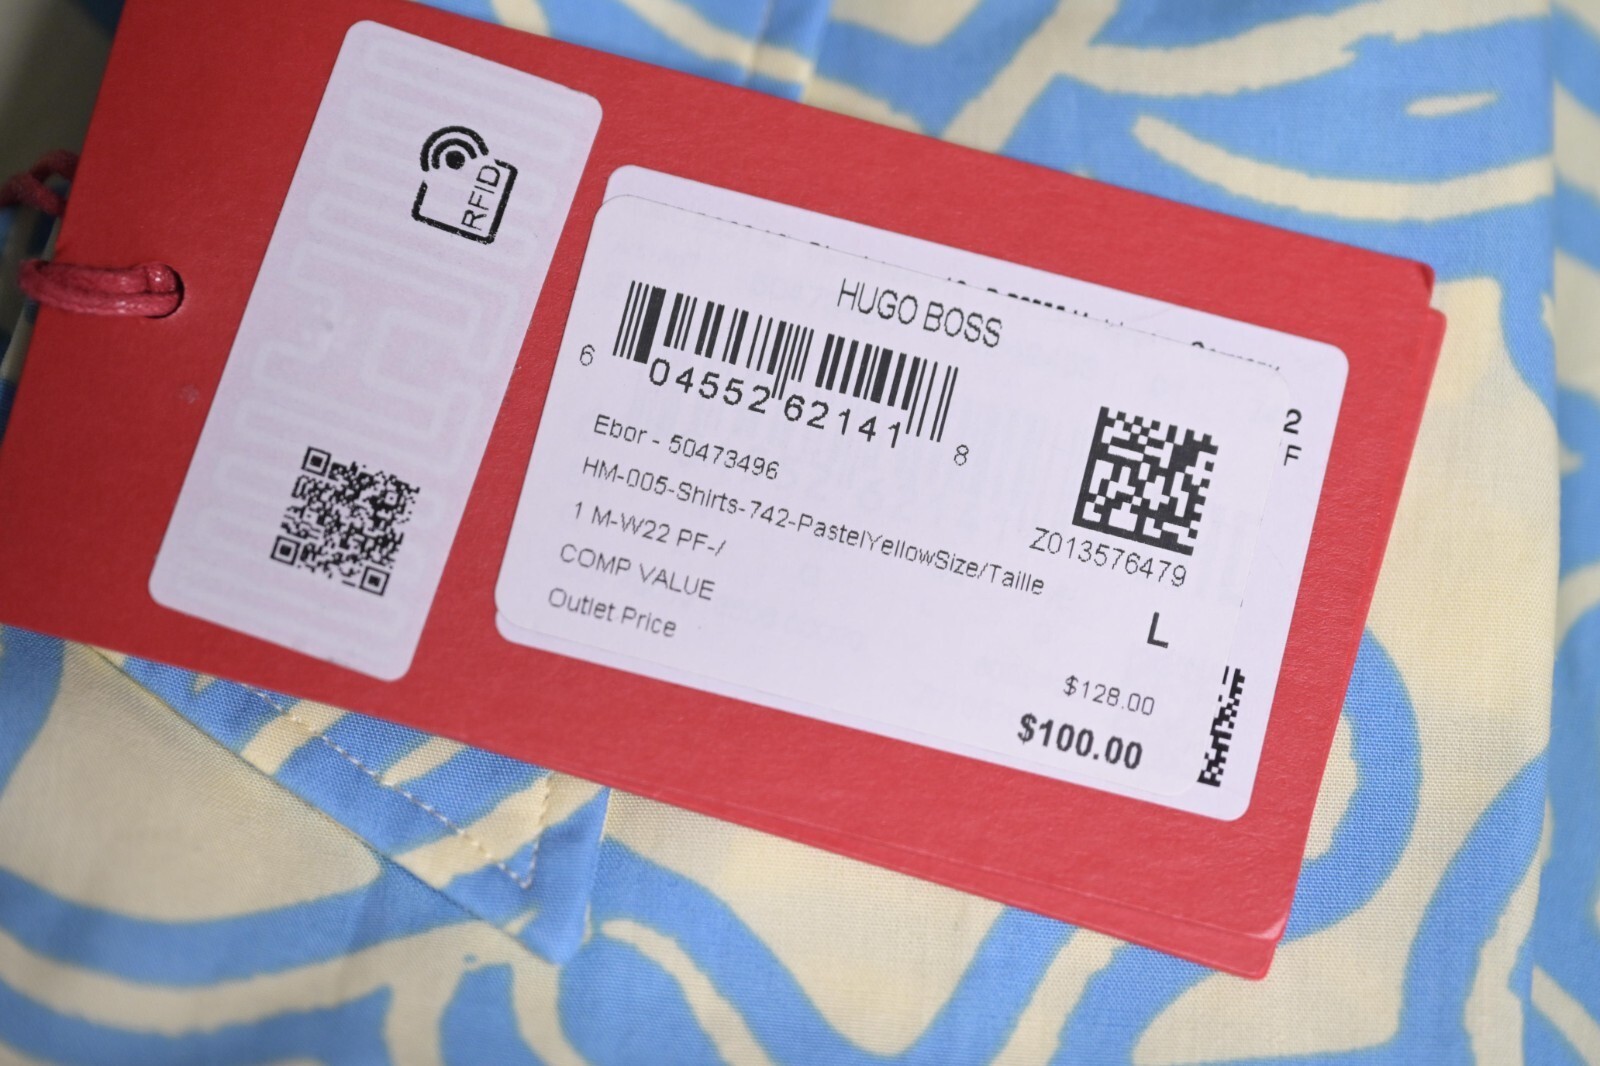 RFID
HUGO BOSS
6 04552 62141 8
Ebor - 50473496
HM-005-Shirts-742-PastelYellowSize/Taille
1 M-W22 PF-/
COMP VALUE
Outlet Price
Z013576479
L
$128.00
$100.00
2
F